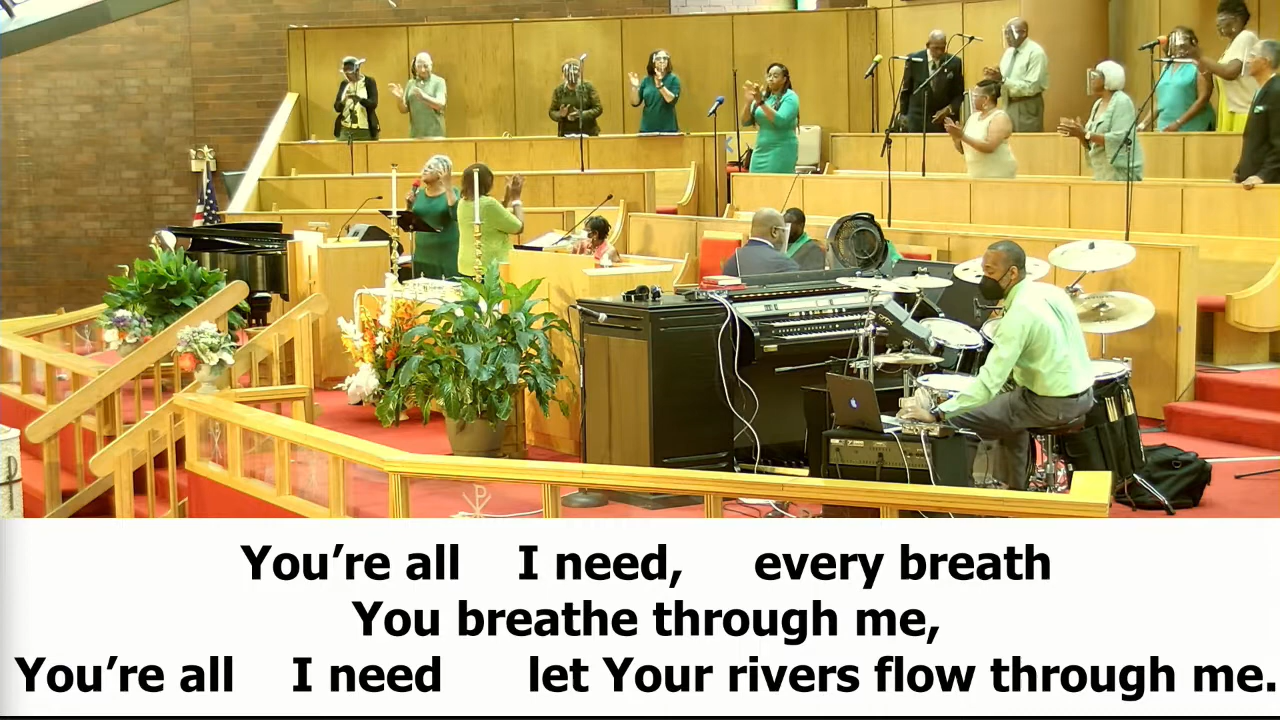 You’re all I need, every breath
You breathe through me,
You’re all I need let Your rivers flow through me.